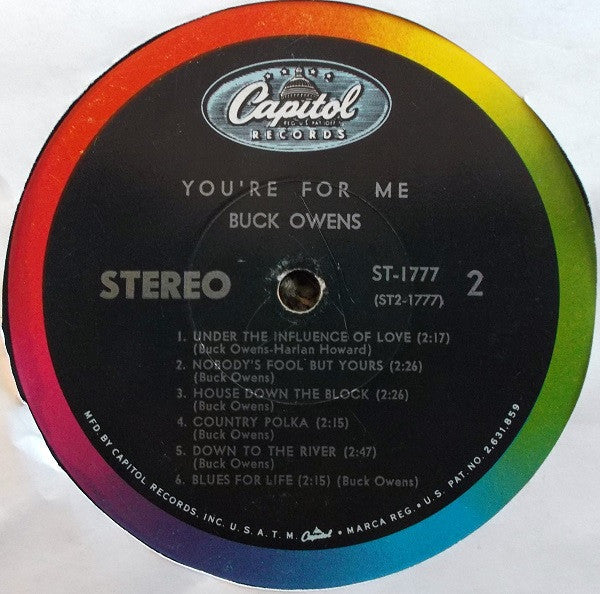 Capitol
RECORDS
YOU'RE FOR ME
BUCK OWENS
STEREO
ST-1777
(ST2-1777)
2
1. UNDER THE INFLUENCE OF LOVE (2:17)
(Buck Owens-Harlan Howard)
2. NOBODY'S FOOL BUT YOURS (2:26)
(Buck Owens)
3. HOUSE DOWN THE BLOCK (2:26)
(Buck Owens)
4. COUNTRY POLKA (2:15)
(Buck Owens)
5. DOWN TO THE RIVER (2:47)
(Buck Owens)
6. BLUES FOR LIFE (2:15) (Buck Owens)
MFD. BY CAPITOL RECORDS, INC. U. S. A. T. M. Capitol • MARCA REG. • U. S. PAT. NO. 2,631,859